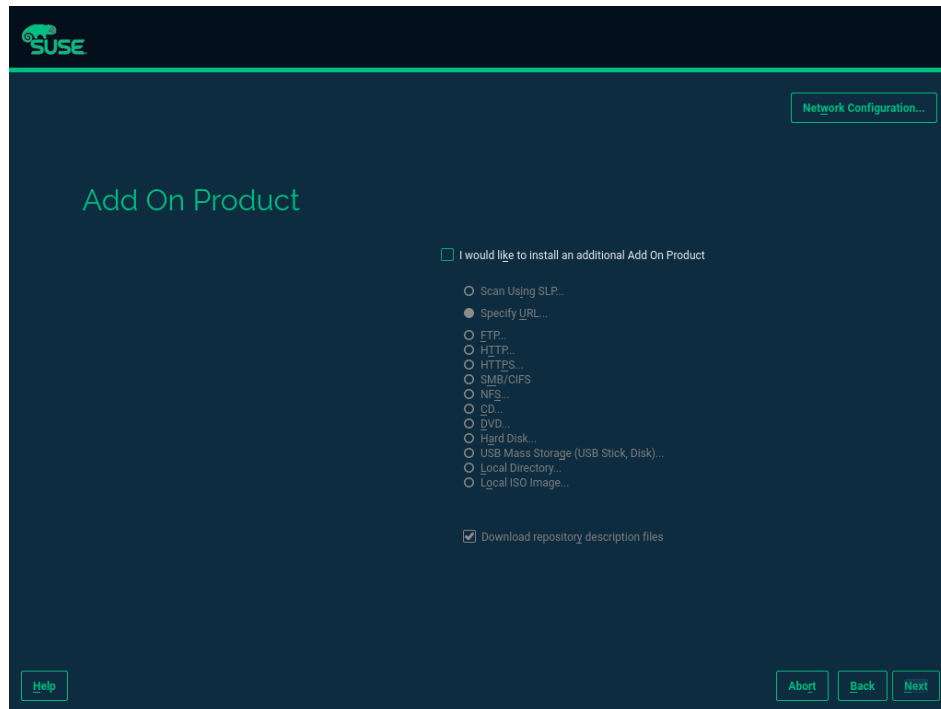 SUSE
Network Configuration...
Add On Product
I would like to install an additional Add On Product
Scan Using SLP...
Specify URL...
FTP...
HTTP...
HTTPS...
SMB/CIFS
NFS...
CD...
DVD...
Hard Disk...
USB Mass Storage (USB Stick, Disk)...
Local Directory...
Local ISO Image...
Download repository description files
Help
Abort
Back
Next